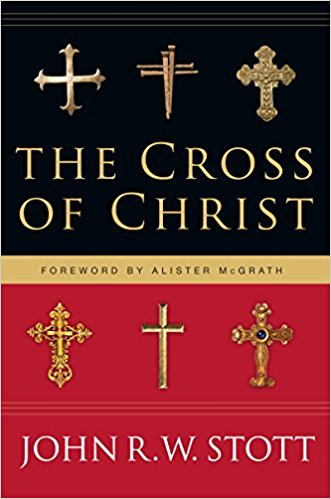 THE CROSS
OF CHRIST
FOREWORD BY ALISTER McGRATH
JOHN R.W. STOTT